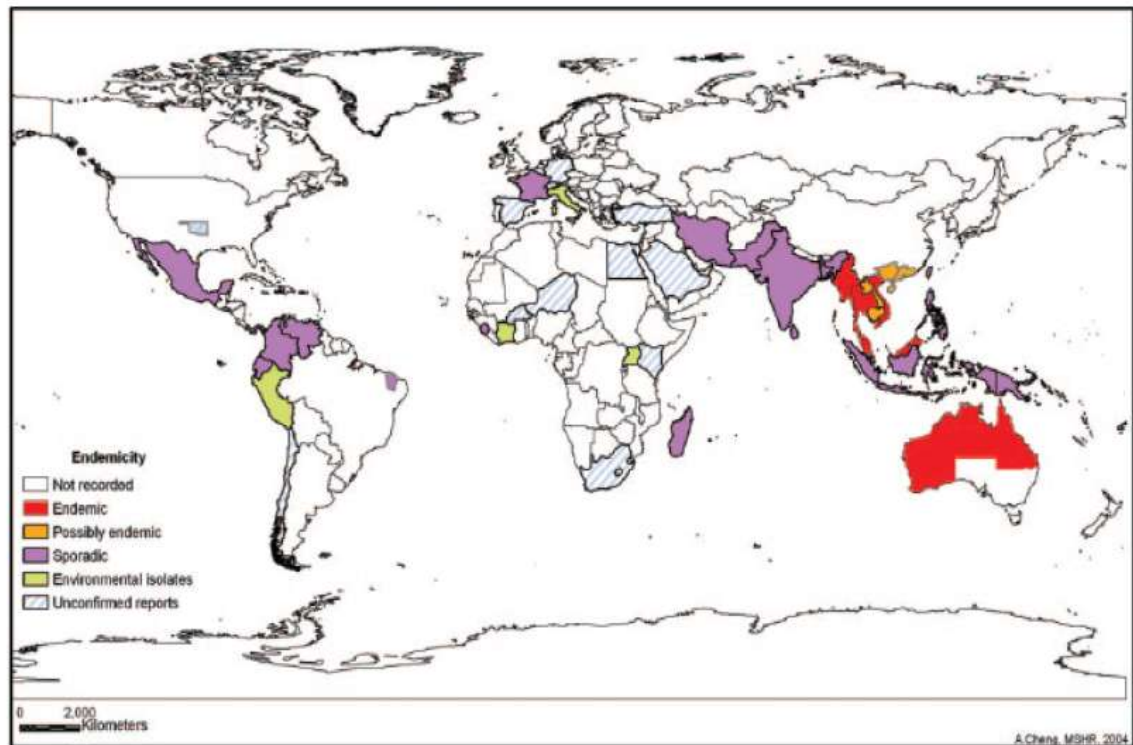 Endemicity
Not recorded
Endemic
Possibly endemic
Sporadic
Environmental isolates
Unconfirmed reports
0 2,000
Kilometers
A.Cheng, MSHR, 2004